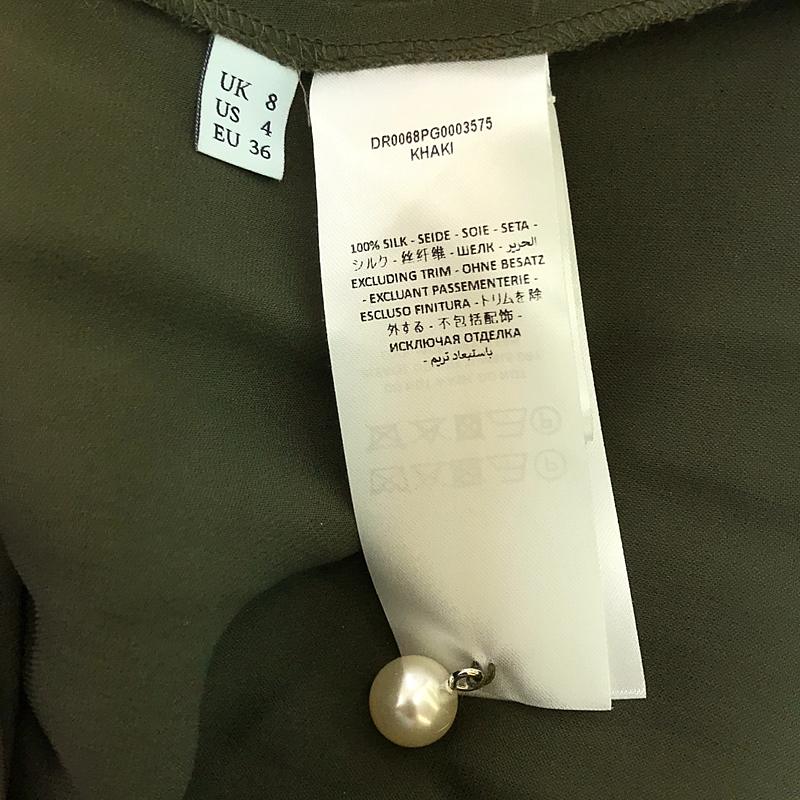 UK 8
US 4
EU 36
DR0068PG0003575
KHAKI
100% SILK - SEIDE - SOIE - SETA -
シルク - 丝纤维 - ШЕЛК - الحرير -
EXCLUDING TRIM - OHNE BESATZ
- EXCLUANT PASSEMENTERIE -
ESCLUSO FINITURA -トリムを除
外する - 不包括配饰 -
ИСКЛЮЧАЯ ОТДЕЛКА
- باستبعاد تريم